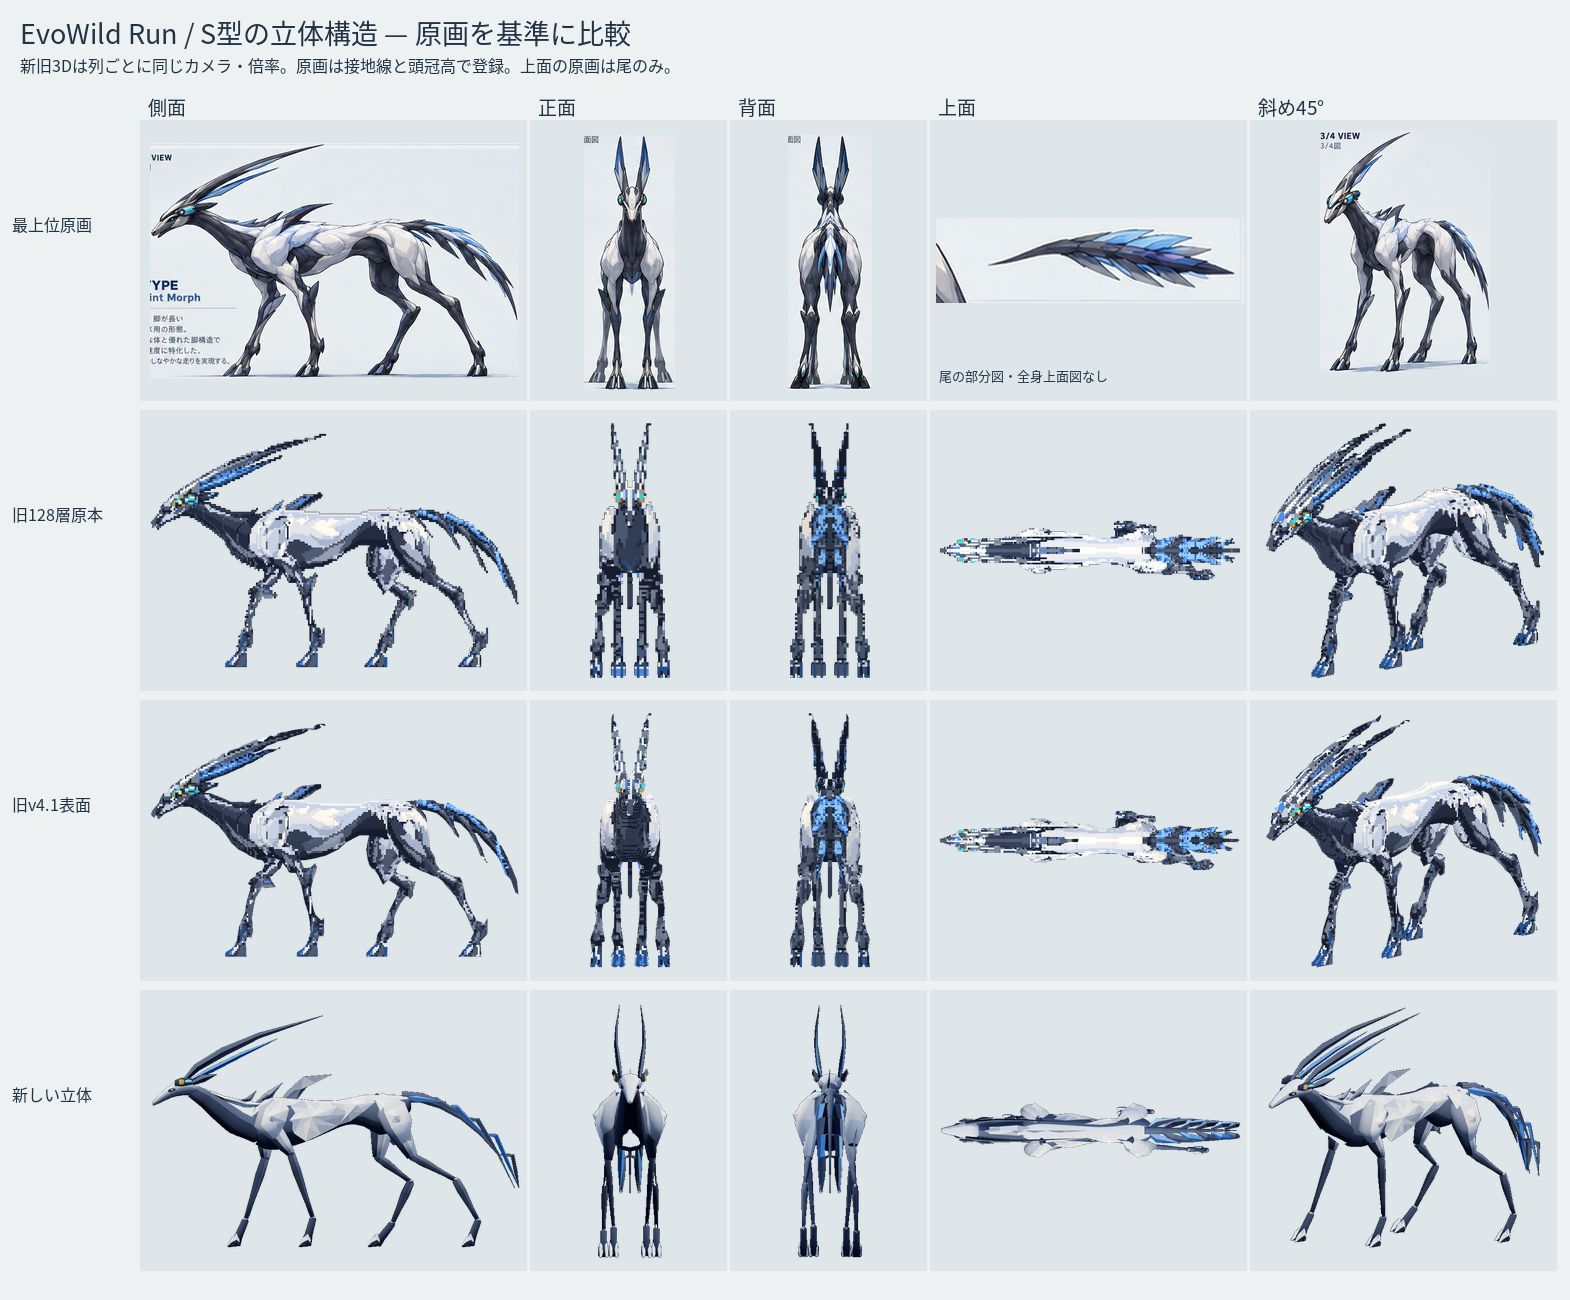 EvoWild Run / S型の立体構造 — 原画を基準に比較
新旧3Dは列ごとに同じカメラ・倍率。原画は接地線と頭冠高で登録。上面の原画は尾のみ。
側面
正面
背面
上面
斜め45°
最上位原画
VIEW
TYPE
int Morph
脚が長い
用の形態。
体と優れた脚構造で
速度に特化した、
しなやかな走りを実現する。
面図
面図
尾の部分図・全身上面図なし
3/4 VIEW
3/4図
旧128層原本
旧v4.1表面
新しい立体